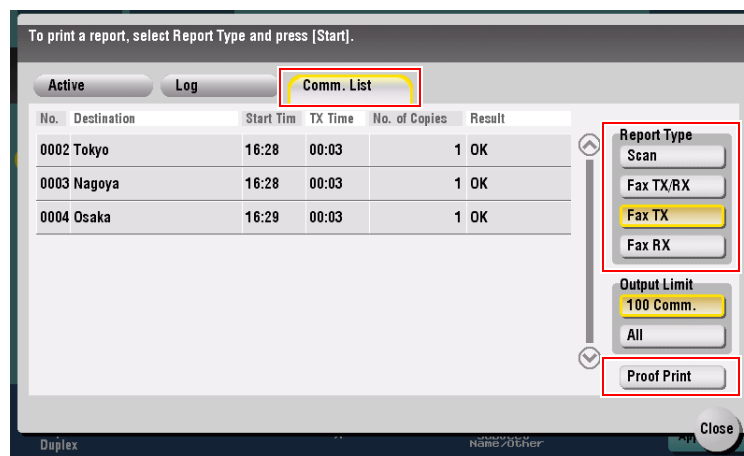 To print a report, select Report Type and press [Start].
Active Log Comm. List
No. Destination Start Tim TX Time No. of Copies Result
0002 Tokyo 16:28 00:03 1 OK
0003 Nagoya 16:28 00:03 1 OK
0004 Osaka 16:29 00:03 1 OK
Report Type
Scan
Fax TX/RX
Fax TX
Fax RX
Output Limit
100 Comm.
All
Proof Print
Close
Duplex
Name/Other